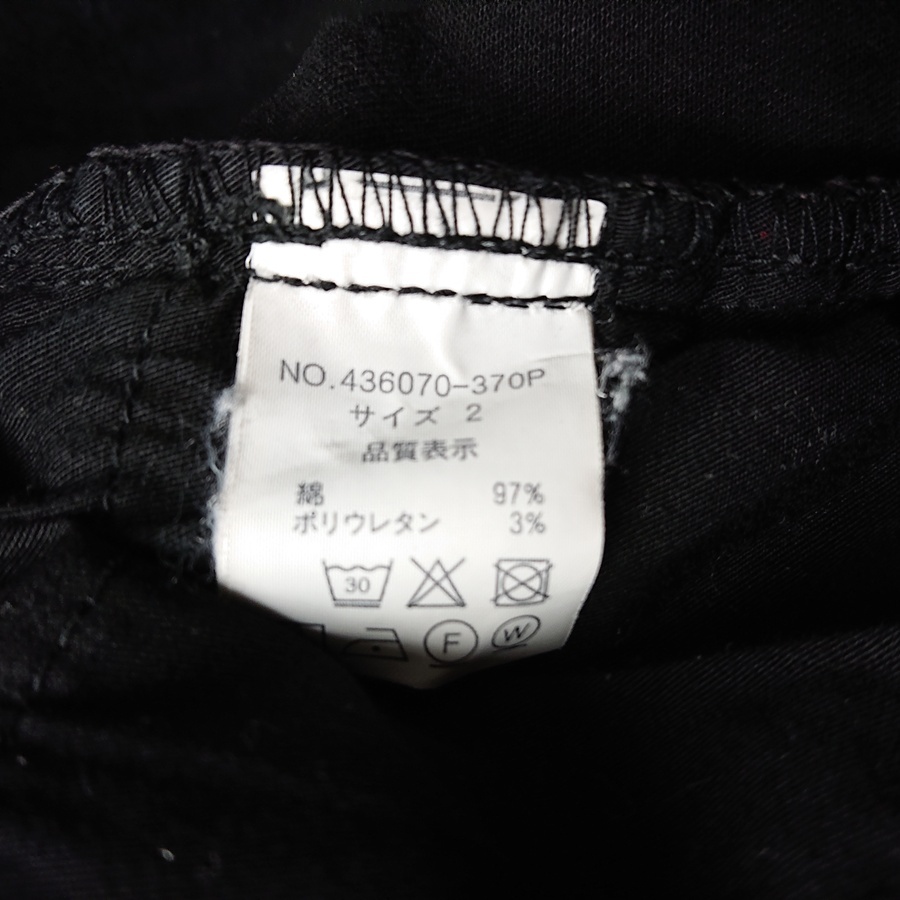 NO.436070-370P
サイズ 2
品質表示
綿 97%
ポリウレタン 3%
30
F W